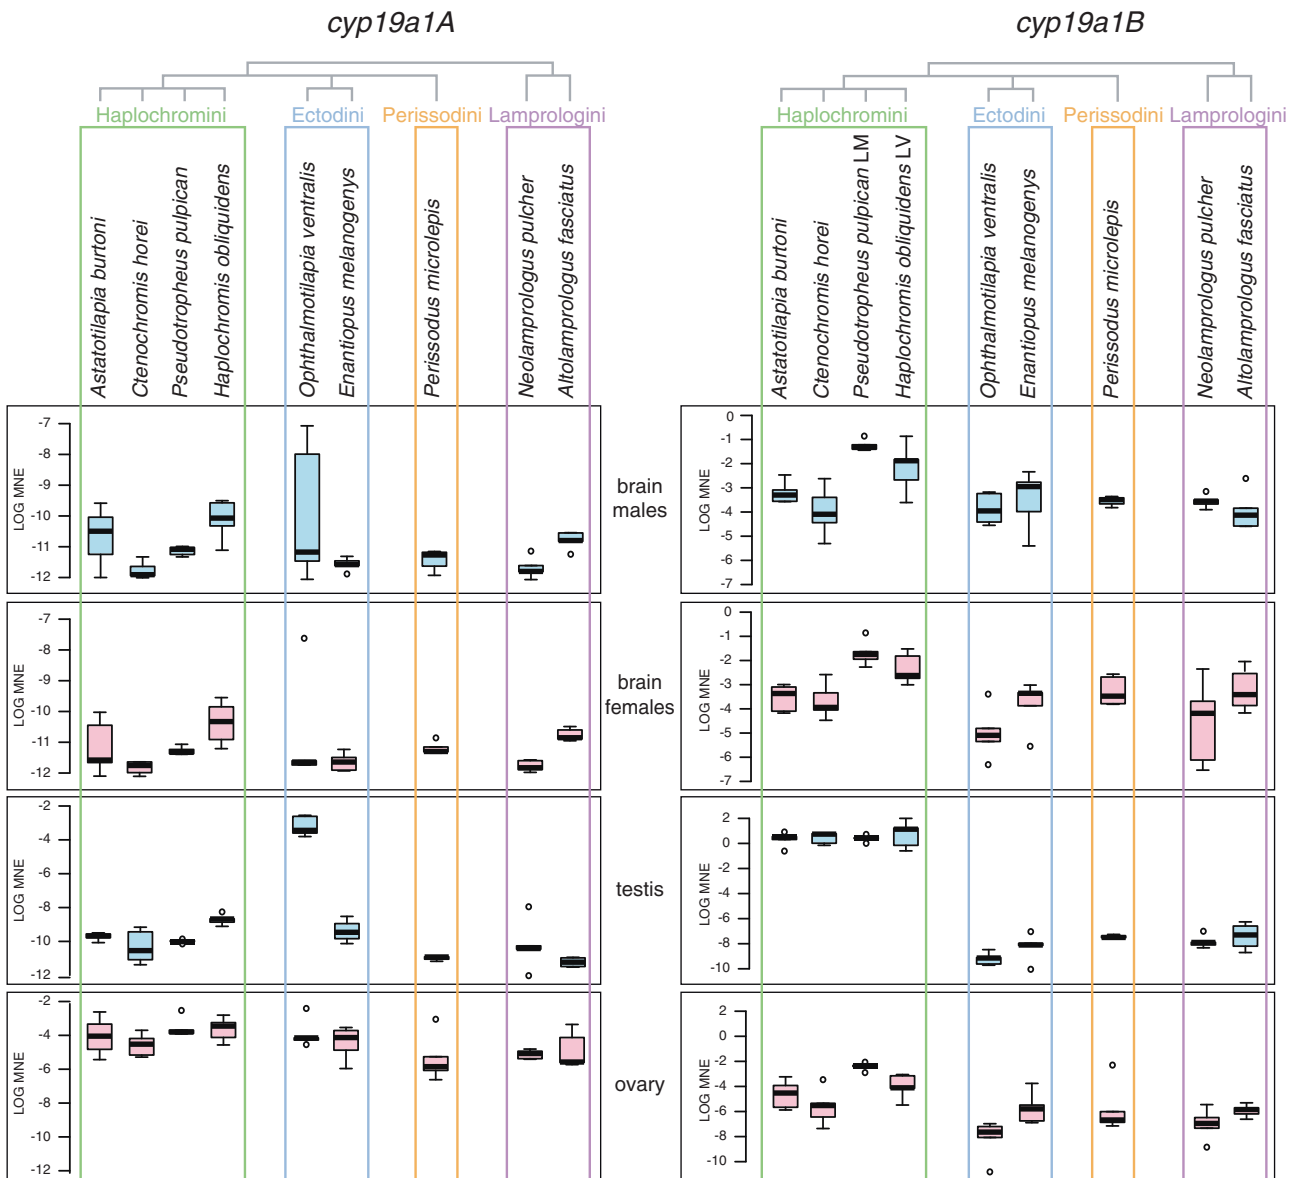 cyp19a1A
cyp19a1B
Haplochromini
Ectodini
Perissodini
Lamprologini
Haplochromini
Ectodini
Perissodini
Lamprologini
Astatotilapia burtoni
Ctenochromis horei
Pseudotropheus pulpican
Haplochromis obliquidens
Ophthalmotilapia ventralis
Enantiopus melanogenys
Perissodus microlepis
Neolamprologus pulcher
Altolamprologus fasciatus
Astatotilapia burtoni
Ctenochromis horei
Pseudotropheus pulpican LM
Haplochromis obliquidens LV
Ophthalmotilapia ventralis
Enantiopus melanogenys
Perissodus microlepis
Neolamprologus pulcher
Altolamprologus fasciatus
LOG MNE
-7
-8
-9
-10
-11
-12
brain
males
LOG MNE
0
-1
-2
-3
-4
-5
-6
-7
LOG MNE
-7
-8
-9
-10
-11
-12
brain
females
LOG MNE
0
-1
-2
-3
-4
-5
-6
-7
LOG MNE
-2
-4
-8
-10
-12
testis
LOG MNE
2
0
-2
-4
-6
-8
-10
LOG MNE
-2
-4
-6
-8
-10
-12
ovary
LOG MNE
2
0
-2
-4
-6
-8
-10